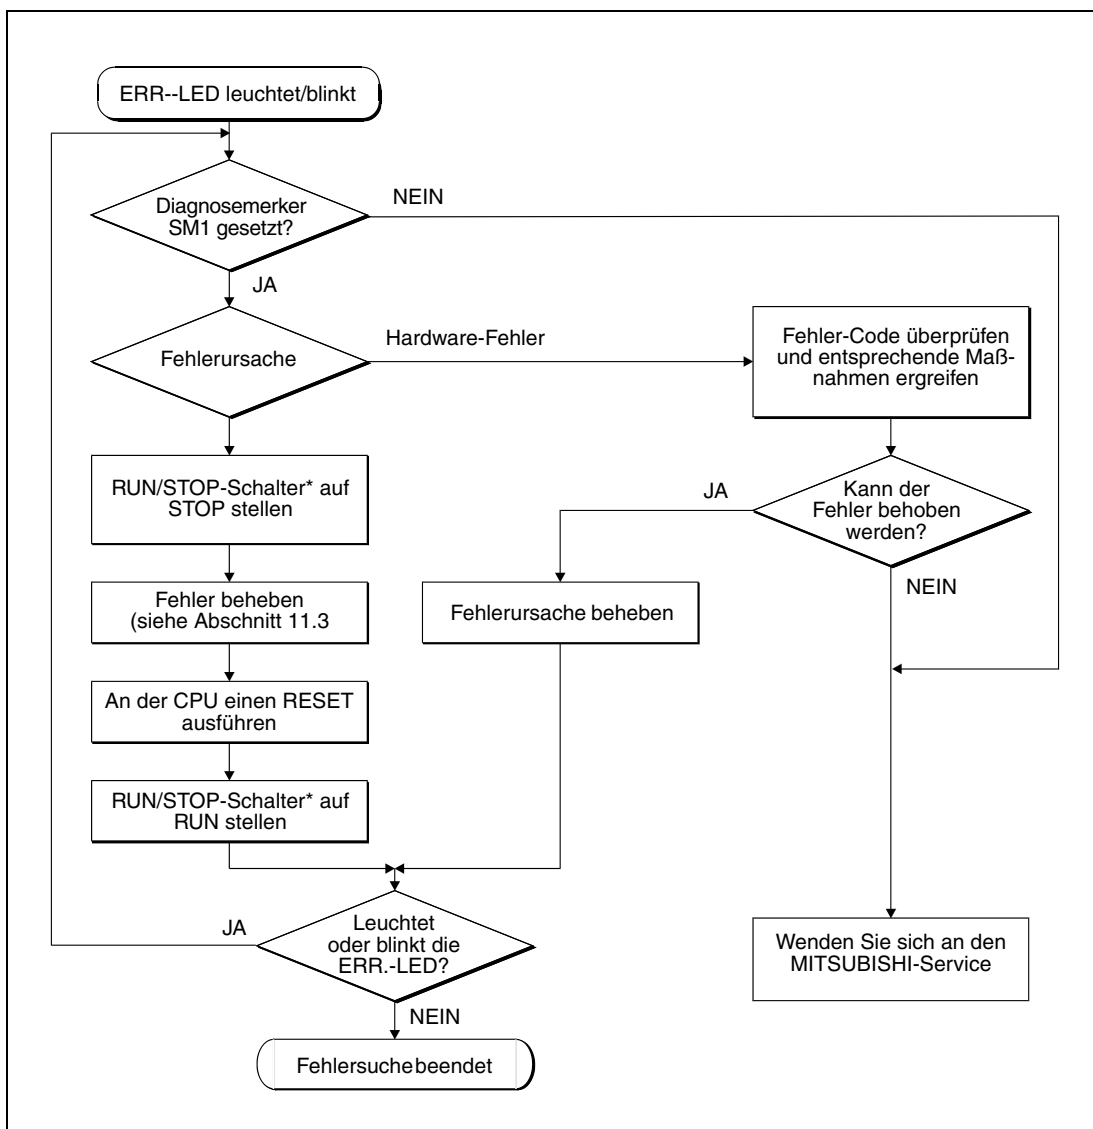 ERR--LED leuchtet/blinkt
Diagnosemerker
SM1 gesetzt?
NEIN
JA
Fehlerursache
Hardware-Fehler
Fehler-Code überprüfen
und entsprechende Maß-
nahmen ergreifen
RUN/STOP-Schalter* auf
STOP stellen
JA
Kann der
Fehler behoben
werden?
NEIN
Fehler beheben
(siehe Abschnitt 11.3
Fehlerursache beheben
An der CPU einen RESET
ausführen
RUN/STOP-Schalter* auf
RUN stellen
JA
Leuchtet
oder blinkt die
ERR.-LED?
Wenden Sie sich an den
MITSUBISHI-Service
NEIN
Fehlersuche beendet